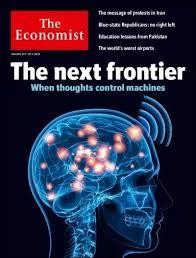 The
Economist
The message of protests in Iran
Blue-state Republicans: no right left
Education lessons from Pakistan
The world's worst airports
The next frontier
When thoughts control machines